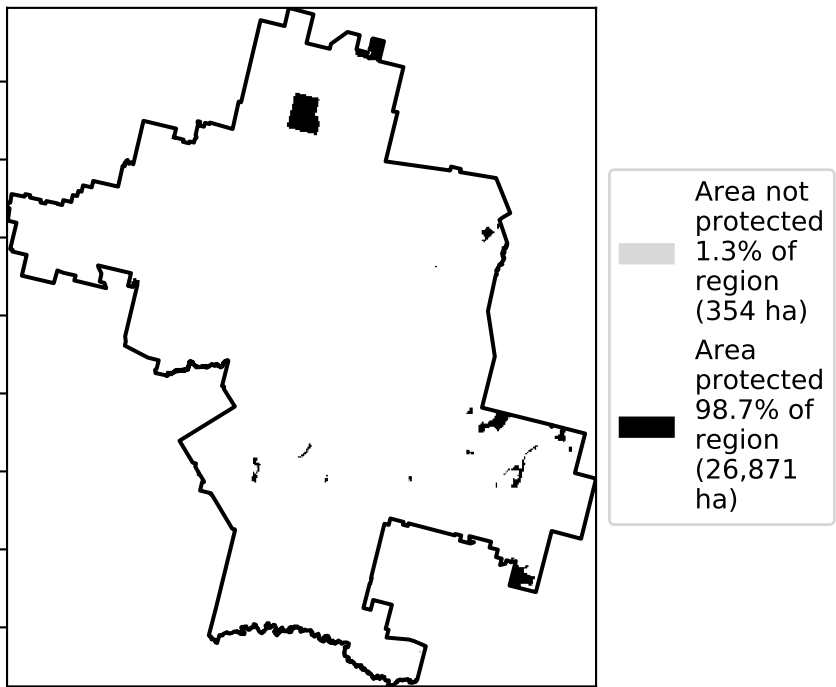 Area not
protected
1.3% of
region
(354 ha)
Area
protected
98.7% of
region
(26,871
ha)